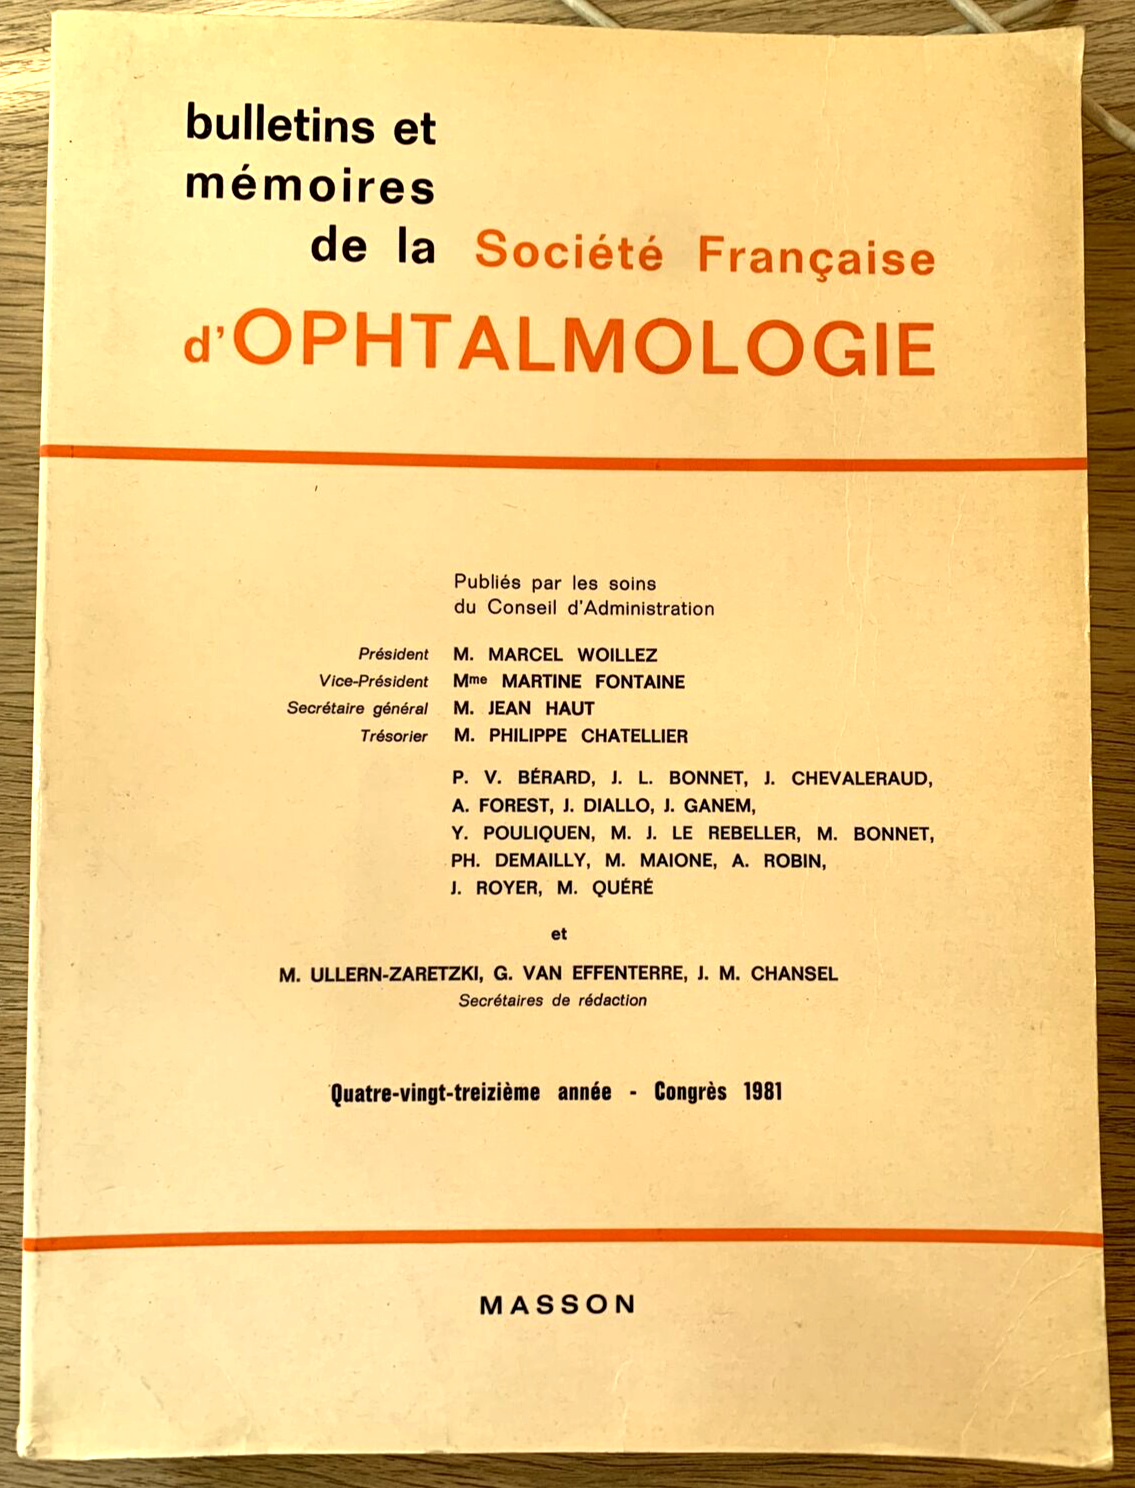 bulletins et
mémoires
de la Société Française
d'OPHTALMOLOGIE
Publiés par les soins
du Conseil d'Administration
Président M. MARCEL WOILLEZ
Vice-Président Mme MARTINE FONTAINE
Secrétaire général M. JEAN HAUT
Trésorier M. PHILIPPE CHATELLIER
P. V. BÉRARD, J. L. BONNET, J. CHEVALERAUD,
A. FOREST, J. DIALLO, J. GANEM,
Y. POULIQUEN, M. J. LE REBELLER, M. BONNET,
PH. DEMAILLY, M. MAIONE, A. ROBIN,
J. ROYER, M. QUÉRÉ
et
M. ULLERN-ZARETZKI, G. VAN EFFENTERRE, J. M. CHANSEL
Secrétaires de rédaction
Quatre-vingt-treizième année - Congrès 1981
MASSON